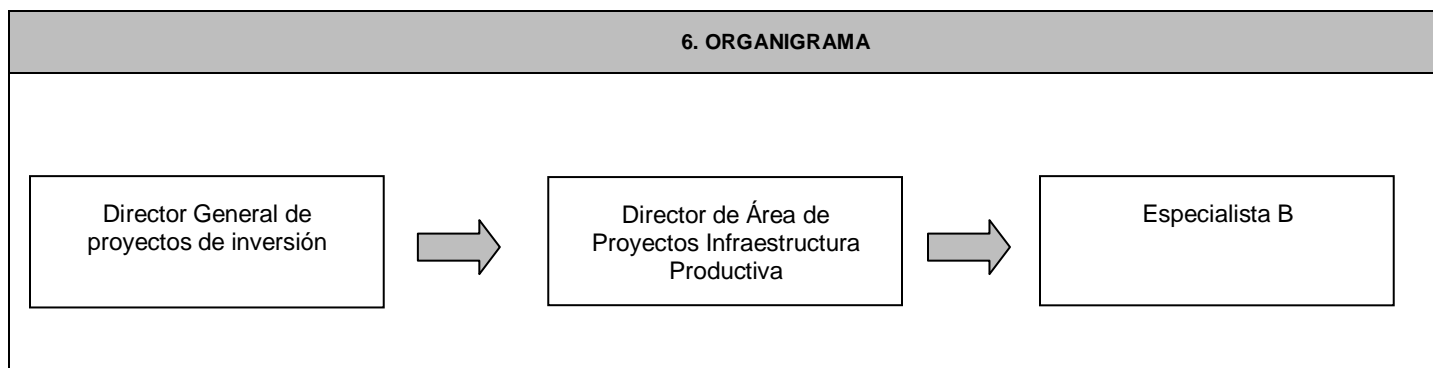 6. ORGANIGRAMA
Director General de
proyectos de inversión
Director de Área de
Proyectos Infraestructura
Productiva
Especialista B